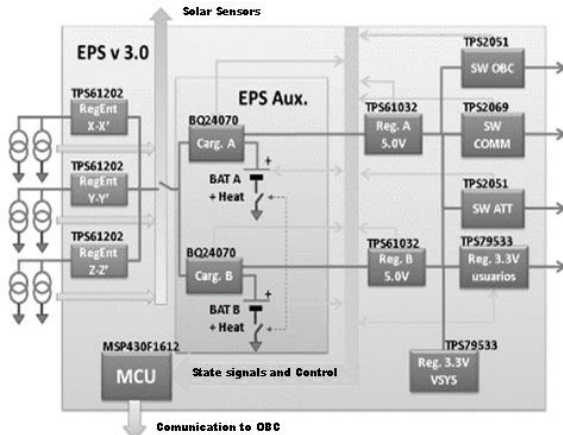 Solar Sensors
EPS v 3.0
EPS Aux.
TPS61202
RegEnt
X-X'
TPS61202
RegEnt
Y-Y'
TPS61202
RegEnt
Z-Z'
BQ24070
Carg. A
+
BAT A
+ Heat
BQ24070
Carg. B
+
BAT B
+ Heat
TPS61032
Reg. A
5.0V
TPS61032
Reg. B
5.0V
TPS2051
SW OBC
TPS2069
SW
COMM
TPS2051
SW ATT
TPS79533
Reg. 3.3V
usuarios
TPS79533
Reg. 3.3V
VSYS
MSP430F1612
MCU
State signals and Control
Comunication to OBC